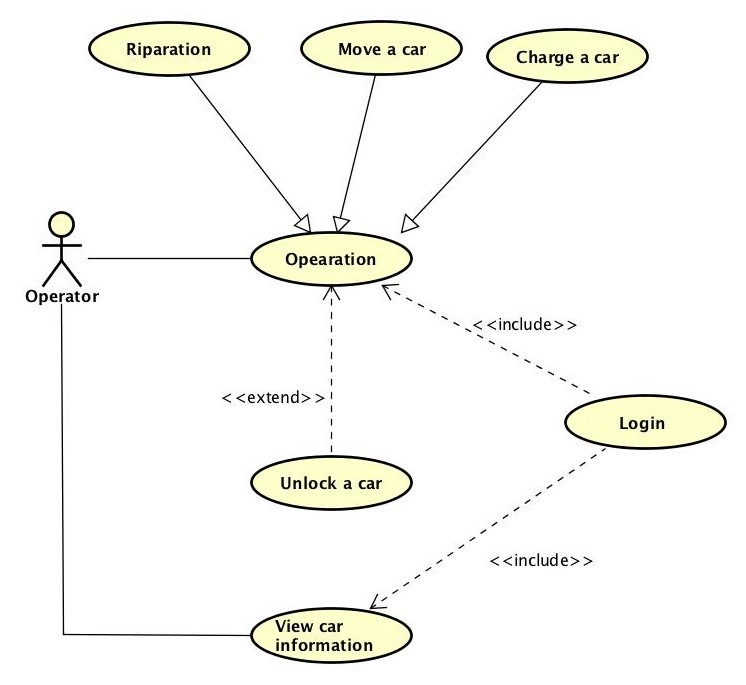 Riparation
Move a car
Charge a car
Operator
Opearation
<<include>>
<<extend>>
Login
Unlock a car
<<include>>
View car
information